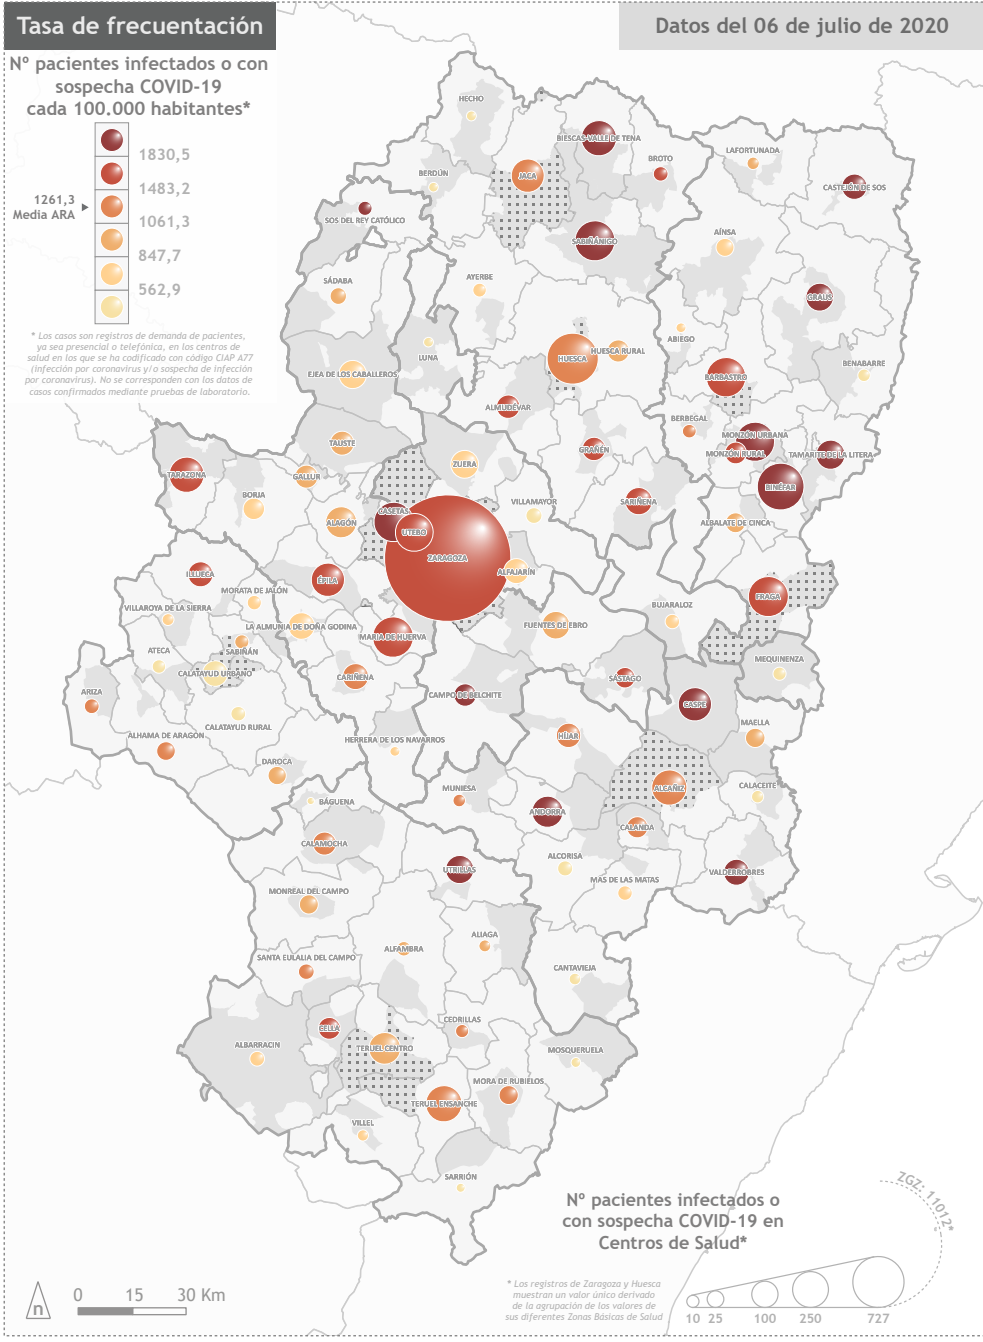 Tasa de frecuentación
Datos del 06 de julio de 2020
Nº pacientes infectados o con
sospecha COVID-19
cada 100.000 habitantes*
1830,5
1483,2
1261,3
Media ARA
1061,3
847,7
562,9
* Los casos son registros de demanda de pacientes,
ya sea presencial o telefónica, en los centros de
salud en los que se ha codificado con código CIAP A77
(infección por coronavirus y/o sospecha de infección
por coronavirus). No se corresponden con los datos de
casos confirmados mediante pruebas de laboratorio.
HECHO
BIESCAS-VALLE DE TENA
BROTO
LAFORTUNADA
CASTEJÓN DE SOS
BERDÚN
JACA
SOS DEL REY CATÓLICO
SABIÑÁNIGO
AÍNSA
SÁDABA
AYERBE
GRAUS
LUNA
ABIEGO
HUESCA
HUESCA RURAL
BENABARRE
EJEA DE LOS CABALLEROS
BARBASTRO
ALMUDÉVAR
BERBEGAL
TAUSTE
GRAÑÉN
MONZÓN URBANA
MONZÓN RURAL
TAMARITE DE LA LITERA
ZUERA
TARAZONA
GALLUR
BINÉFAR
BORJA
VILLAMAYOR
SARIÑENA
CASETAS
ALAGÓN
UTEBO
ALBALATE DE CINCA
ZARAGOZA
ALFAJARÍN
ILLUECA
ÉPILA
MORATA DE JALÓN
FRAGA
VILLAROYA DE LA SIERRA
BUJARALOZ
LA ALMUNIA DE DOÑA GODINA
FUENTES DE EBRO
MARIA DE HUERVA
ATECA
SABIÑÁN
MEQUINENZA
CALATAYUD URBANO
CARIÑENA
SÁSTAGO
ARIZA
CAMPO DE BELCHITE
CASPE
CALATAYUD RURAL
MAELLA
ALHAMA DE ARAGÓN
HÍJAR
HERRERA DE LOS NAVARROS
DAROCA
MUNIESA
ALCAÑIZ
CALACEITE
BÁGUENA
ANDORRA
CALANDA
CALAMOCHA
ALCORISA
UTRILLAS
VALDERROBRES
MAS DE LAS MATAS
MONREAL DEL CAMPO
ALIAGA
ALFAMBRA
SANTA EULALIA DEL CAMPO
CANTAVIEJA
CEDRILLAS
CELLA
ALBARRACIN
TERUEL CENTRO
MOSQUERUELA
MORA DE RUBIELOS
TERUEL ENSANCHE
VILLEL
SARRIÓN
Nº pacientes infectados o
con sospecha COVID-19 en
Centros de Salud*
ZGZ: 11012*
* Los registros de Zaragoza y Huesca
muestran un valor único derivado
de la agrupación de los valores de
sus diferentes Zonas Básicas de Salud
10 25 100 250 727
n
0 15 30 Km